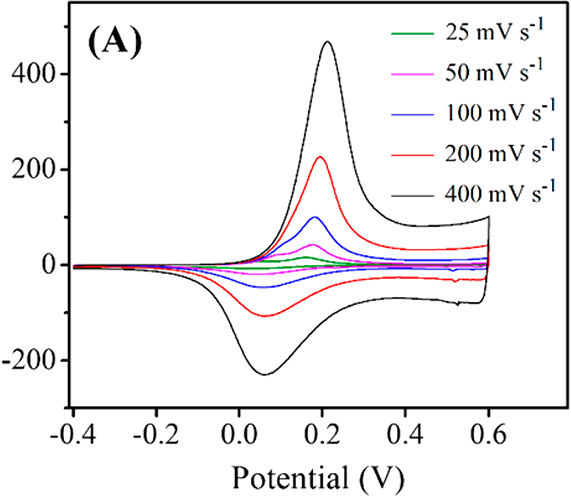 (A)
25 mV s⁻¹
50 mV s⁻¹
100 mV s⁻¹
200 mV s⁻¹
400 mV s⁻¹
400
200
0
-200
-0.4 -0.2 0.0 0.2 0.4 0.6
Potential (V)